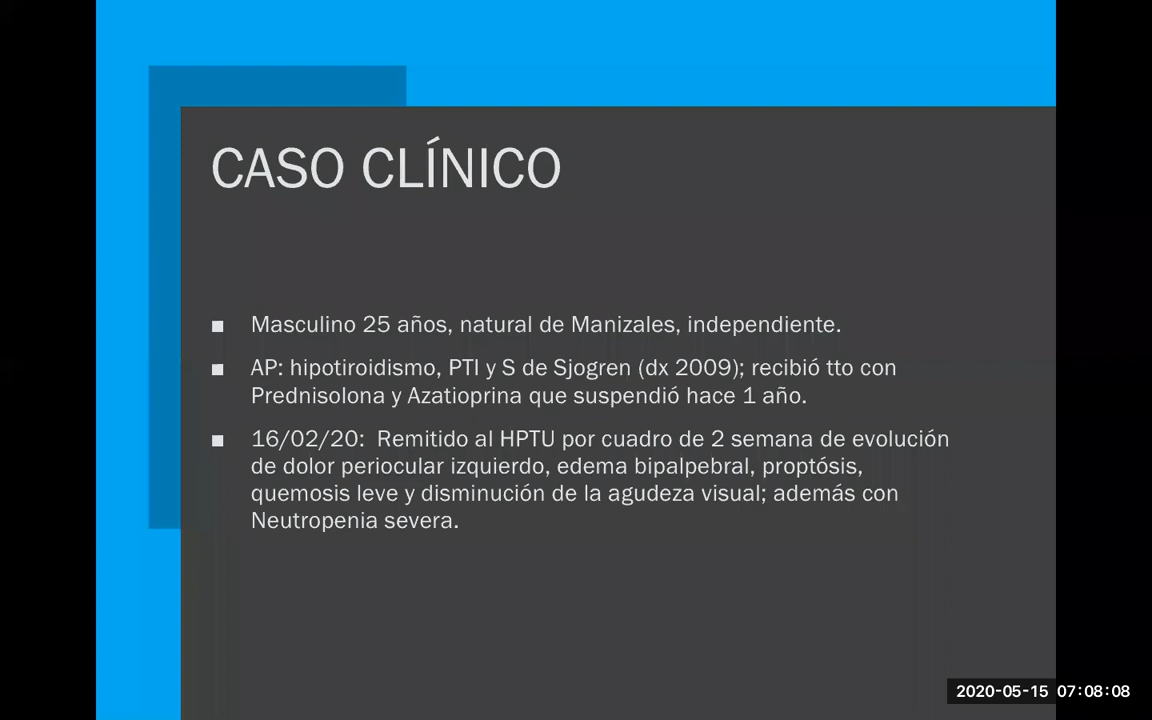 CASO CLÍNICO
■ Masculino 25 años, natural de Manizales, independiente.
■ AP: hipotiroidismo, PTI y S de Sjogren (dx 2009); recibió tto con
Prednisolona y Azatioprina que suspendió hace 1 año.
■ 16/02/20:  Remitido al HPTU por cuadro de 2 semana de evolución
de dolor periocular izquierdo, edema bipalpebral, proptósis,
quemosis leve y disminución de la agudeza visual; además con
Neutropenia severa.
2020-05-15 07:08:08